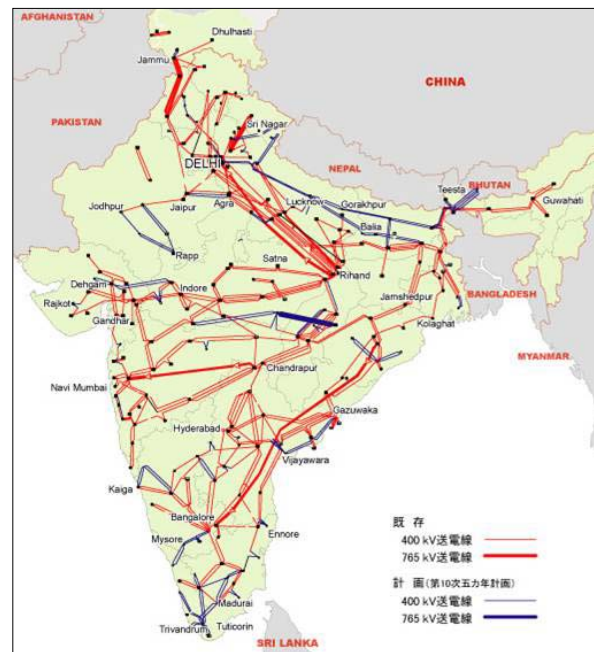 AFGHANISTAN
Dhulhasti
Jammu
CHINA
PAKISTAN
Sri Nagar
DELHI
NEPAL
BHUTAN
Teesta
Guwahati
Jodhpur
Jaipur
Agra
Lucknow
Gorakhpur
Balia
Rapp
Satna
Rihand
Dehgam
Indore
BANGLADESH
Rajkot
Jamshedpur
Gandhar
Kolaghat
MYANMAR
Navi Mumbai
Chandrapur
Gazuwaka
Hyderabad
Vijayawara
Kaiga
Bangalore
Ennore
Mysore
Madurai
Trivandrum
Tuticorin
SRI LANKA
既 存
400 kV送電線
765 kV送電線
計 画(第10次五カ年計画)
400 kV送電線
765 kV送電線